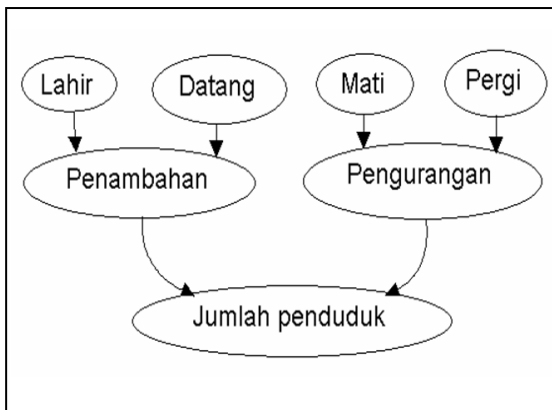 Lahir
Datang
Mati
Pergi
Penambahan
Pengurangan
Jumlah penduduk